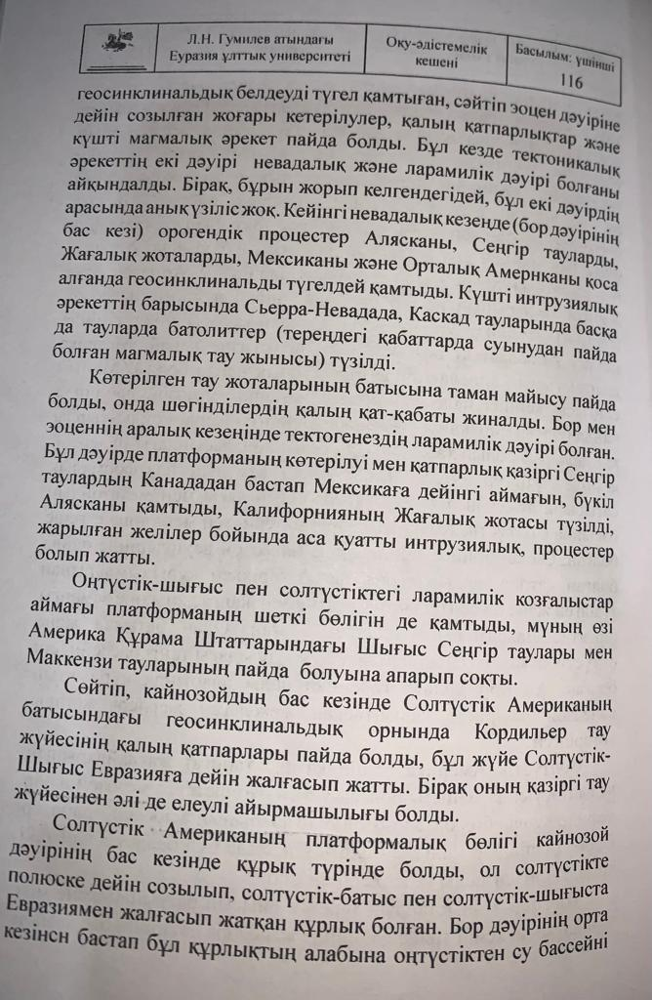 Л.Н. Гумилев атындағы
Еуразия ұлттық университеті
Оқу-әдістемелік
кешені
Басылым: үшінші
116
геосинклинальдық белдеуді түгел қамтыған, сәйтіп эоцен дәуіріне
дейін созылған жоғары кетерілулер, қалың қатпарлықтар және
күшті магмалық әрекет пайда болды. Бұл кезде тектоникалық
әрекеттің екі дәуірі невадалық және ларамилік дәуірі болғаны
айқындалды. Бірақ, бұрын жорып келгендегідей, бұл екі дәуірдің
арасында анық үзіліс жоқ. Кейінгі невадалық кезенде (бор дәуірінің
бас кезі) орогендік процестер Алясканы, Сеңгір тауларды,
Жағалық жоталарды, Мексиканы және Орталық Амернканы қоса
алғанда геосинклинальды түгелдей қамтыды. Күшті интрузиялық
әрекеттің барысында Сьерра-Невадада, Каскад тауларында басқа
да тауларда батолиттер (тереңдегі қабаттарда суынудан пайда
болған магмалық тау жынысы) түзілді.
Көтерілген тау жоталарының батысына таман майысу пайда
болды, онда шөгінділердің қалың қат-қабаты жиналды. Бор мен
эоценнің аралық кезеңінде тектогенездің ларамилік дәуірі болған.
Бұл дәуірде платформаның көтерілуі мен қатпарлық қазіргі Сеңгір
таулардың Канададан бастап Мексикаға дейінгі аймағын, бүкіл
Алясканы қамтыды, Калифорнияның Жағалық жотасы түзілді,
жарылған желілер бойында аса қуатты интрузиялық, процестер
болып жатты.
Оңтүстік-шығыс пен солтүстіктегі ларамилік козғалыстар
аймағы платформаның шеткі бөлігін де қамтыды, мұның өзі
Америка Құрама Штаттарындағы Шығыс Сеңгір таулары мен
Маккензи тауларының пайда болуына апарып соқты.
Сөйтіп, кайнозойдың бас кезінде Солтүстік Американың
батысындағы геосинклинальдық орнында Кордильер тау
жүйесінің қалың қатпарлары пайда болды, бұл жүйе Солтүстік-
Шығыс Евразияға дейін жалғасып жатты. Бірақ оның қазіргі тау
жүйесінен әлі де елеулі айырмашылығы болды.
Солтүстік Американың платформалық бөлігі кайнозой
дәуірінің бас кезінде құрық түрінде болды, ол солтүстікте
полюске дейін созылып, солтүстік-батыс пен солтүстік-шығыста
Евразиямен жалғасып жатқан құрлық болған. Бор дәуірінің орта
кезінсн бастап бұл құрлықтың алабына оңтүстіктен су бассейні